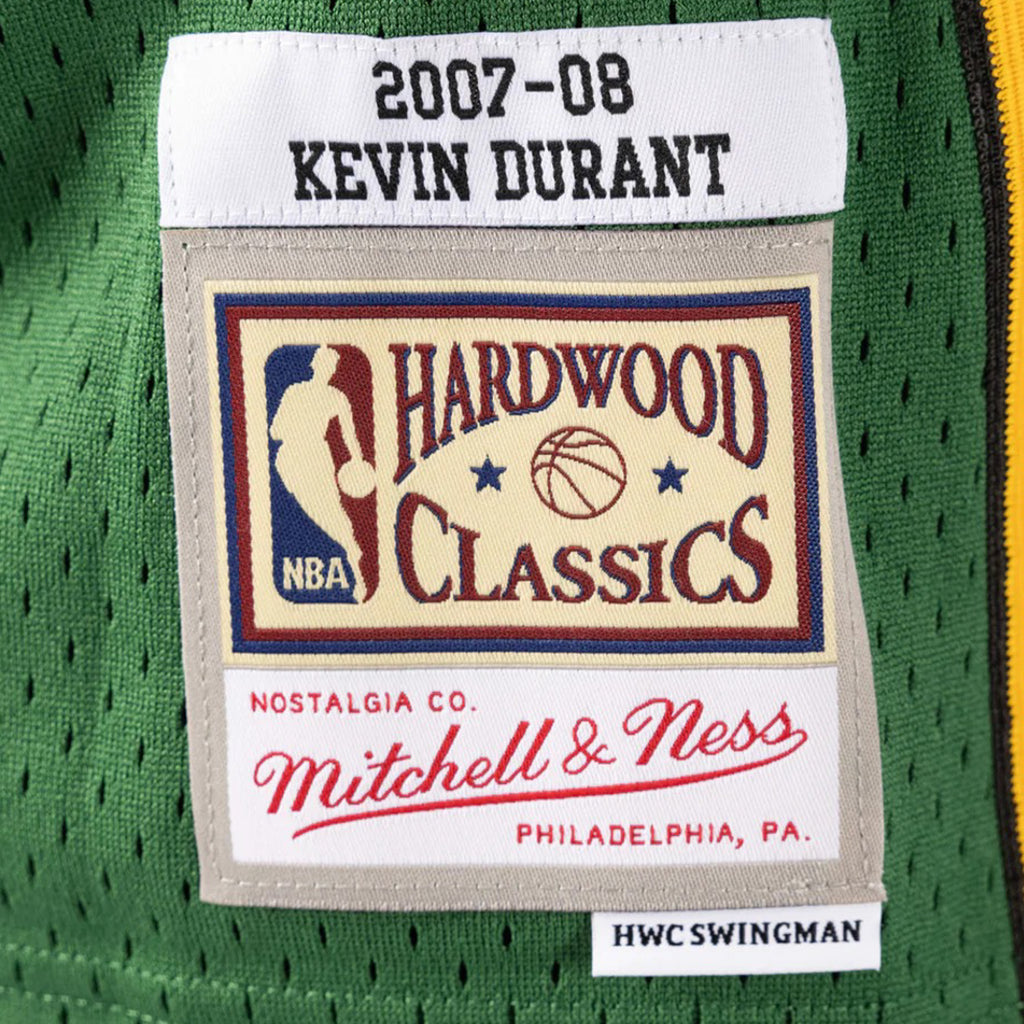 2007-08
KEVIN DURANT
HARDWOOD
CLASSICS
NBA
NOSTALGIA CO.
Mitchell & Ness
PHILADELPHIA, PA.
HWC SWINGMAN